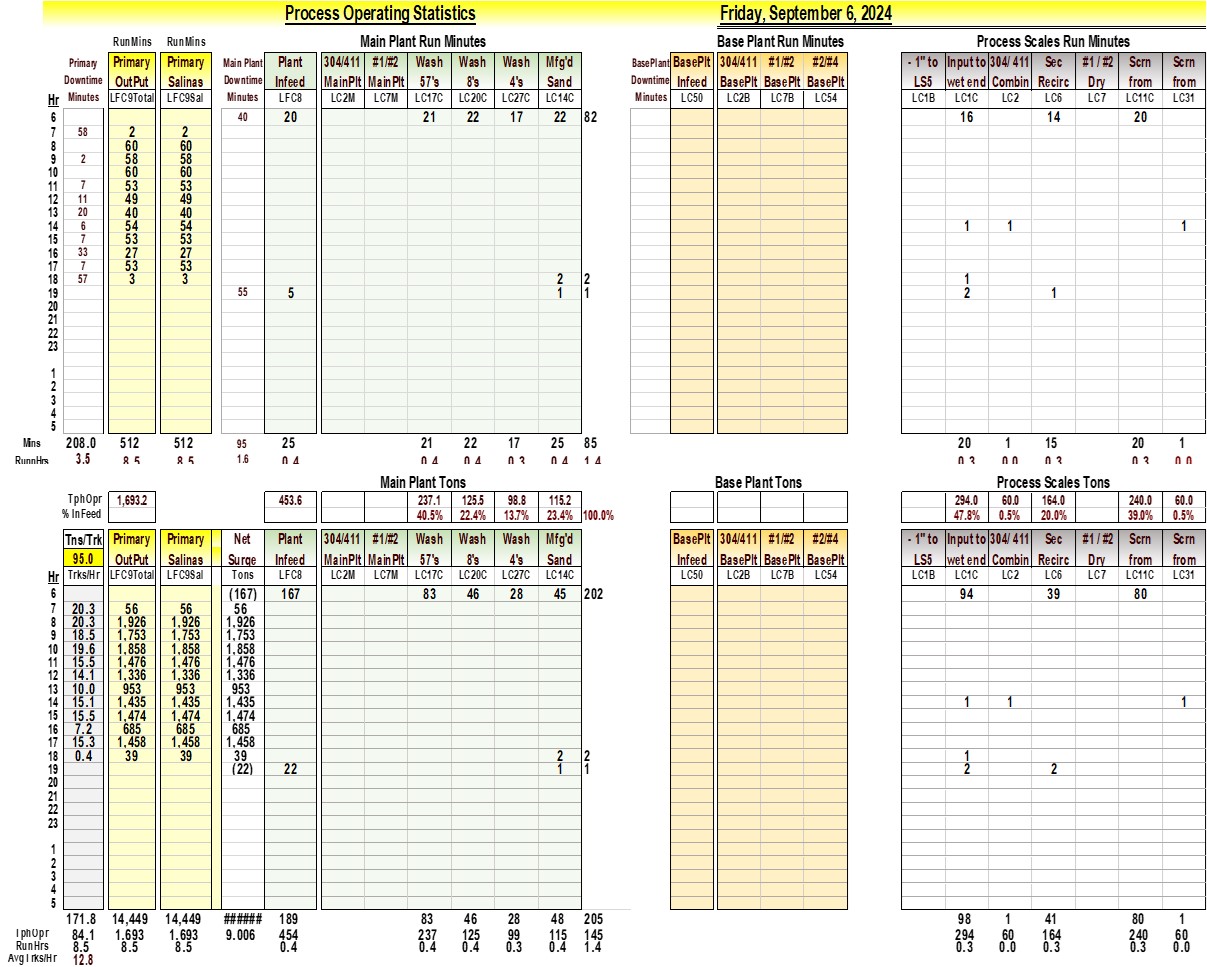 Process Operating Statistics Friday, September 6, 2024
RunMins RunMins Main Plant Run Minutes Base Plant Run Minutes Process Scales Run Minutes
Primary Primary Primary Main Plant Plant 304/411 #1/#2 Wash Wash Wash Mfg'd BasePlant BasePlt 304/411 #1/#2 #2/#4 - 1" to Input to 304/ 411 Sec #1 / #2 Scrn Scrn
Downtime OutPut Salinas Downtime Infeed MainPlt MainPlt 57's 8's 4's Sand Downtime Infeed BasePlt BasePlt BasePlt LS5 wet end Combin Recirc Dry from from
Hr Minutes LFC9Total LFC9Sal Minutes LFC8 LC2M LC7M LC17C LC20C LC27C LC14C Minutes LC50 LC2B LC7B LC54 LC1B LC1C LC2 LC6 LC7 LC11C LC31
6 40 20 21 22 17 22 82 16 14 20
7 58 2 2
8 60 60
9 2 58 58
10 60 60
11 7 53 53
12 11 49 49
13 20 40 40
14 6 54 54 1 1 1
15 7 53 53
16 33 27 27
17 7 53 53
18 57 3 3 2 2 1
19 55 5 1 1 2 1
20
21
22
23
1
2
3
4
5
Mins 208.0 512 512 95 25 21 22 17 25 85 20 1 15 20 1
RunnHrs 3.5 8.5 8.5 1.6 0.4 0.4 0.4 0.3 0.4 1.4 0.3 0.0 0.3 0.3 0.0
Main Plant Tons Base Plant Tons Process Scales Tons
TphOpr 1,693.2 453.6 237.1 125.5 98.8 115.2 294.0 60.0 164.0 240.0 60.0
% InFeed 40.5% 22.4% 13.7% 23.4% 100.0% 47.8% 0.5% 20.0% 39.0% 0.5%
Tns/Trk Primary Primary Net Plant 304/411 #1/#2 Wash Wash Wash Mfg'd BasePlt 304/411 #1/#2 #2/#4 - 1" to Input to 304/ 411 Sec #1 / #2 Scrn Scrn
95.0 OutPut Salinas Surge Infeed MainPlt MainPlt 57's 8's 4's Sand Infeed BasePlt BasePlt BasePlt LS5 wet end Combin Recirc Dry from from
Hr Trks/Hr LFC9Total LFC9Sal Tons LFC8 LC2M LC7M LC17C LC20C LC27C LC14C LC50 LC2B LC7B LC54 LC1B LC1C LC2 LC6 LC7 LC11C LC31
6 (167) 167 83 46 28 45 202 94 39 80
7 20.3 56 56 56
8 20.3 1,926 1,926 1,926
9 18.5 1,753 1,753 1,753
10 19.6 1,858 1,858 1,858
11 15.5 1,476 1,476 1,476
12 14.1 1,336 1,336 1,336
13 10.0 953 953 953
14 15.1 1,435 1,435 1,435 1 1 1
15 15.5 1,474 1,474 1,474
16 7.2 685 685 685
17 15.3 1,458 1,458 1,458
18 0.4 39 39 39 2 2 1
19 (22) 22 1 1 2 2
20
21
22
23
1
2
3
4
5
171.8 14,449 14,449 ###### 189 83 46 28 48 205 98 1 41 80 1
TphOpr 84.1 1,693 1,693 9,006 454 237 125 99 115 145 294 60 164 240 60
RunHrs 8.5 8.5 8.5 0.4 0.4 0.4 0.3 0.4 1.4 0.3 0.0 0.3 0.3 0.0
AvgTrks/Hr 12.8